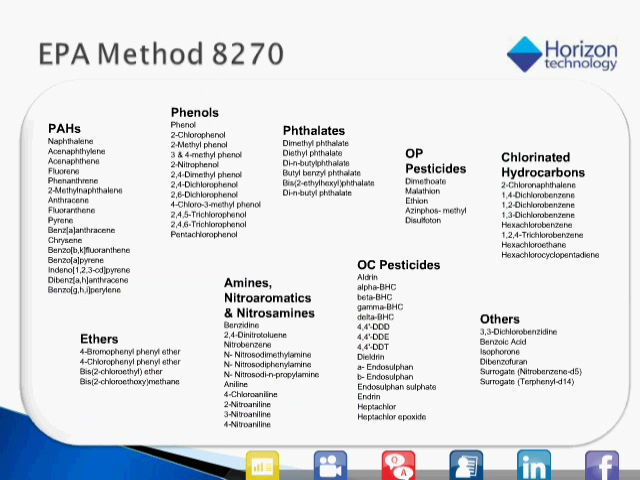 EPA Method 8270
Horizon
technology
PAHs
Naphthalene
Acenaphthylene
Acenaphthene
Fluorene
Phenanthrene
2-Methylnaphthalene
Anthracene
Fluoranthene
Pyrene
Benz[a]anthracene
Chrysene
Benzo[b,k]fluoranthene
Benzo[a]pyrene
Indeno[1,2,3-cd]pyrene
Dibenz[a,h]anthracene
Benzo[g,h,i]perylene
Phenols
Phenol
2-Chlorophenol
2-Methyl phenol
3 & 4-methyl phenol
2-Nitrophenol
2,4-Dimethyl phenol
2,4-Dichlorophenol
2,6-Dichlorophenol
4-Chloro-3-methyl phenol
2,4,5-Trichlorophenol
2,4,6-Trichlorophenol
Pentachlorophenol
Phthalates
Dimethyl phthalate
Diethyl phthalate
Di-n-butylphthalate
Butyl benzyl phthalate
Bis(2-ethylhexyl)phthalate
Di-n-butyl phthalate
OP
Pesticides
Dimethoate
Malathion
Ethion
Azinphos- methyl
Disulfoton
Chlorinated
Hydrocarbons
2-Chloronaphthalene
1,4-Dichlorobenzene
1,2-Dichlorobenzene
1,3-Dichlorobenzene
Hexachlorobenzene
1,2,4-Trichlorobenzene
Hexachloroethane
Hexachlorocyclopentadiene
Ethers
4-Bromophenyl phenyl ether
4-Chlorophenyl phenyl ether
Bis(2-chloroethyl) ether
Bis(2-chloroethoxy)methane
Amines,
Nitroaromatics
& Nitrosamines
Benzidine
2,4-Dinitrotoluene
Nitrobenzene
N- Nitrosodimethylamine
N- Nitrosodiphenylamine
N- Nitrosodi-n-propylamine
Aniline
4-Chloroaniline
2-Nitroaniline
3-Nitroaniline
4-Nitroaniline
OC Pesticides
Aldrin
alpha-BHC
beta-BHC
gamma-BHC
delta-BHC
4,4'-DDD
4,4'-DDE
4,4'-DDT
Dieldrin
a- Endosulphan
b- Endosulphan
Endosulphan sulphate
Endrin
Heptachlor
Heptachlor epoxide
Others
3,3-Dichlorobenzidine
Benzoic Acid
Isophorone
Dibenzofuran
Surrogate (Nitrobenzene-d5)
Surrogate (Terphenyl-d14)
Q
A
in
f